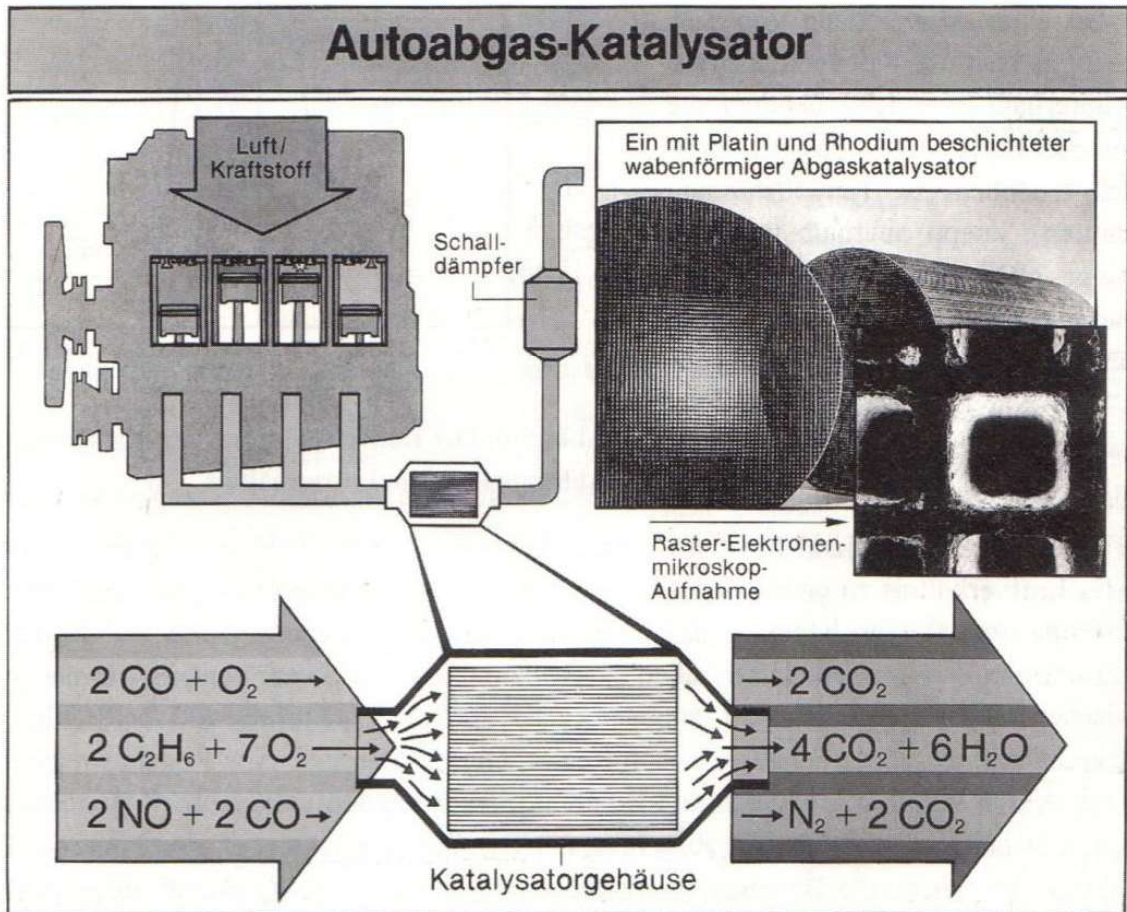 Autoabgas-Katalysator
Luft/
Kraftstoff
Schall-
dämpfer
Ein mit Platin und Rhodium beschichteter
wabenförmiger Abgaskatalysator
Raster-Elektronen-
mikroskop-
Aufnahme
2 CO + O₂ →
2 C₂H₆ + 7 O₂ →
2 NO + 2 CO →
→ 2 CO₂
→ 4 CO₂ + 6 H₂O
→ N₂ + 2 CO₂
Katalysatorgehäuse